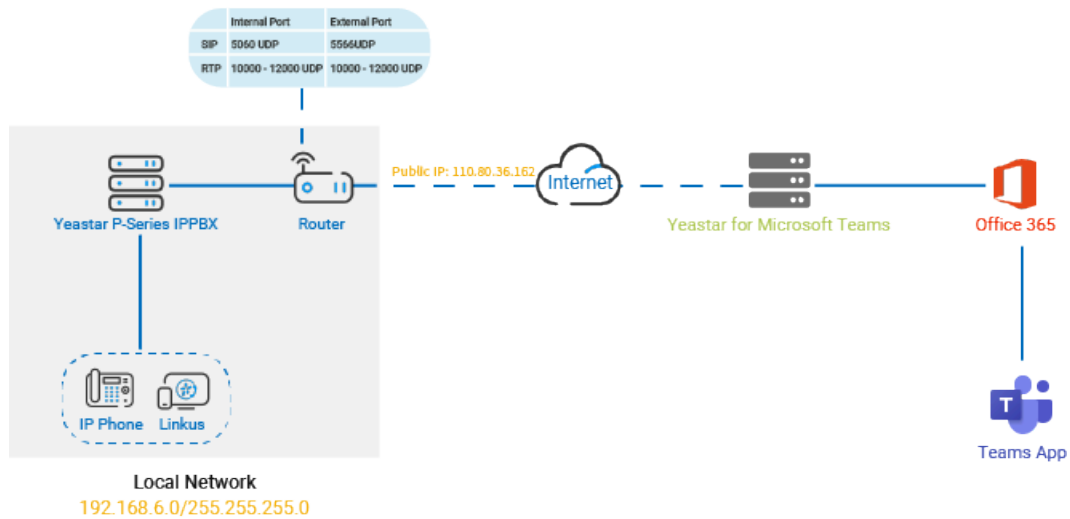 Internal Port External Port
SIP 5060 UDP 5566UDP
RTP 10000 - 12000 UDP 10000 - 12000 UDP
Public IP: 110.80.36.162
Internet
Yeastar P-Series IPPBX
Router
Yeastar for Microsoft Teams
Office 365
IP Phone
Linkus
T
Teams App
Local Network
192.168.6.0/255.255.255.0